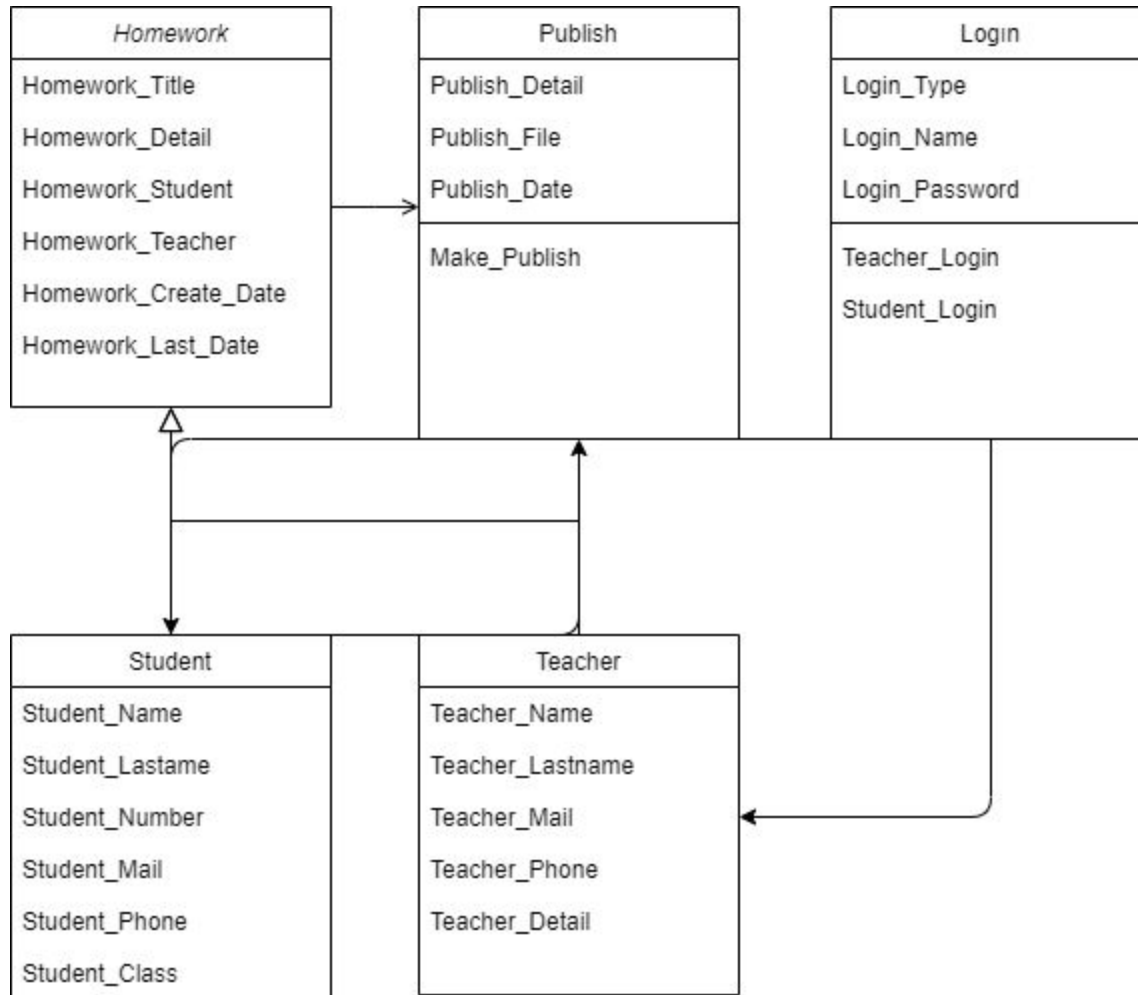 Homework
Homework_Title
Homework_Detail
Homework_Student
Homework_Teacher
Homework_Create_Date
Homework_Last_Date
Publish
Publish_Detail
Publish_File
Publish_Date
Make_Publish
Logın
Login_Type
Login_Name
Login_Password
Teacher_Login
Student_Login
Student
Student_Name
Student_Lastame
Student_Number
Student_Mail
Student_Phone
Student_Class
Teacher
Teacher_Name
Teacher_Lastname
Teacher_Mail
Teacher_Phone
Teacher_Detail